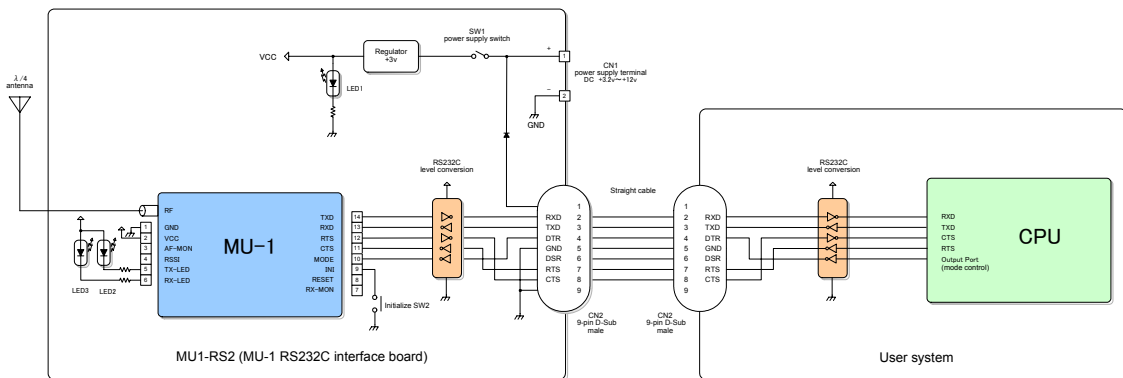 SW1
power supply switch
VCC
Regulator
+3v
+
1
CN1
power supply terminal
DC +3.2v～+12v
－
2
GND
LED1
λ/4
antenna
RS232C
level conversion
Straight cable
RS232C
level conversion
RF
1 GND
2 VCC
3 AF-MON
4 RSSI
5 TX-LED
6 RX-LED
LED3 LED2
MU-1
TXD 14
RXD 13
RTS 12
CTS 11
MODE 10
INI 9
RESET 8
RX-MON 7
Initialize SW2
1
RXD 2
TXD 3
DTR 4
GND 5
DSR 6
RTS 7
CTS 8
9
CN2
9-pin D-Sub
male
1
2 RXD
3 TXD
4 DTR
5 GND
6 DSR
7 RTS
8 CTS
9
CN2
9-pin D-Sub
male
RXD
TXD
CTS
RTS
Output Port
(mode control)
CPU
MU1-RS2 (MU-1 RS232C interface board)
User system